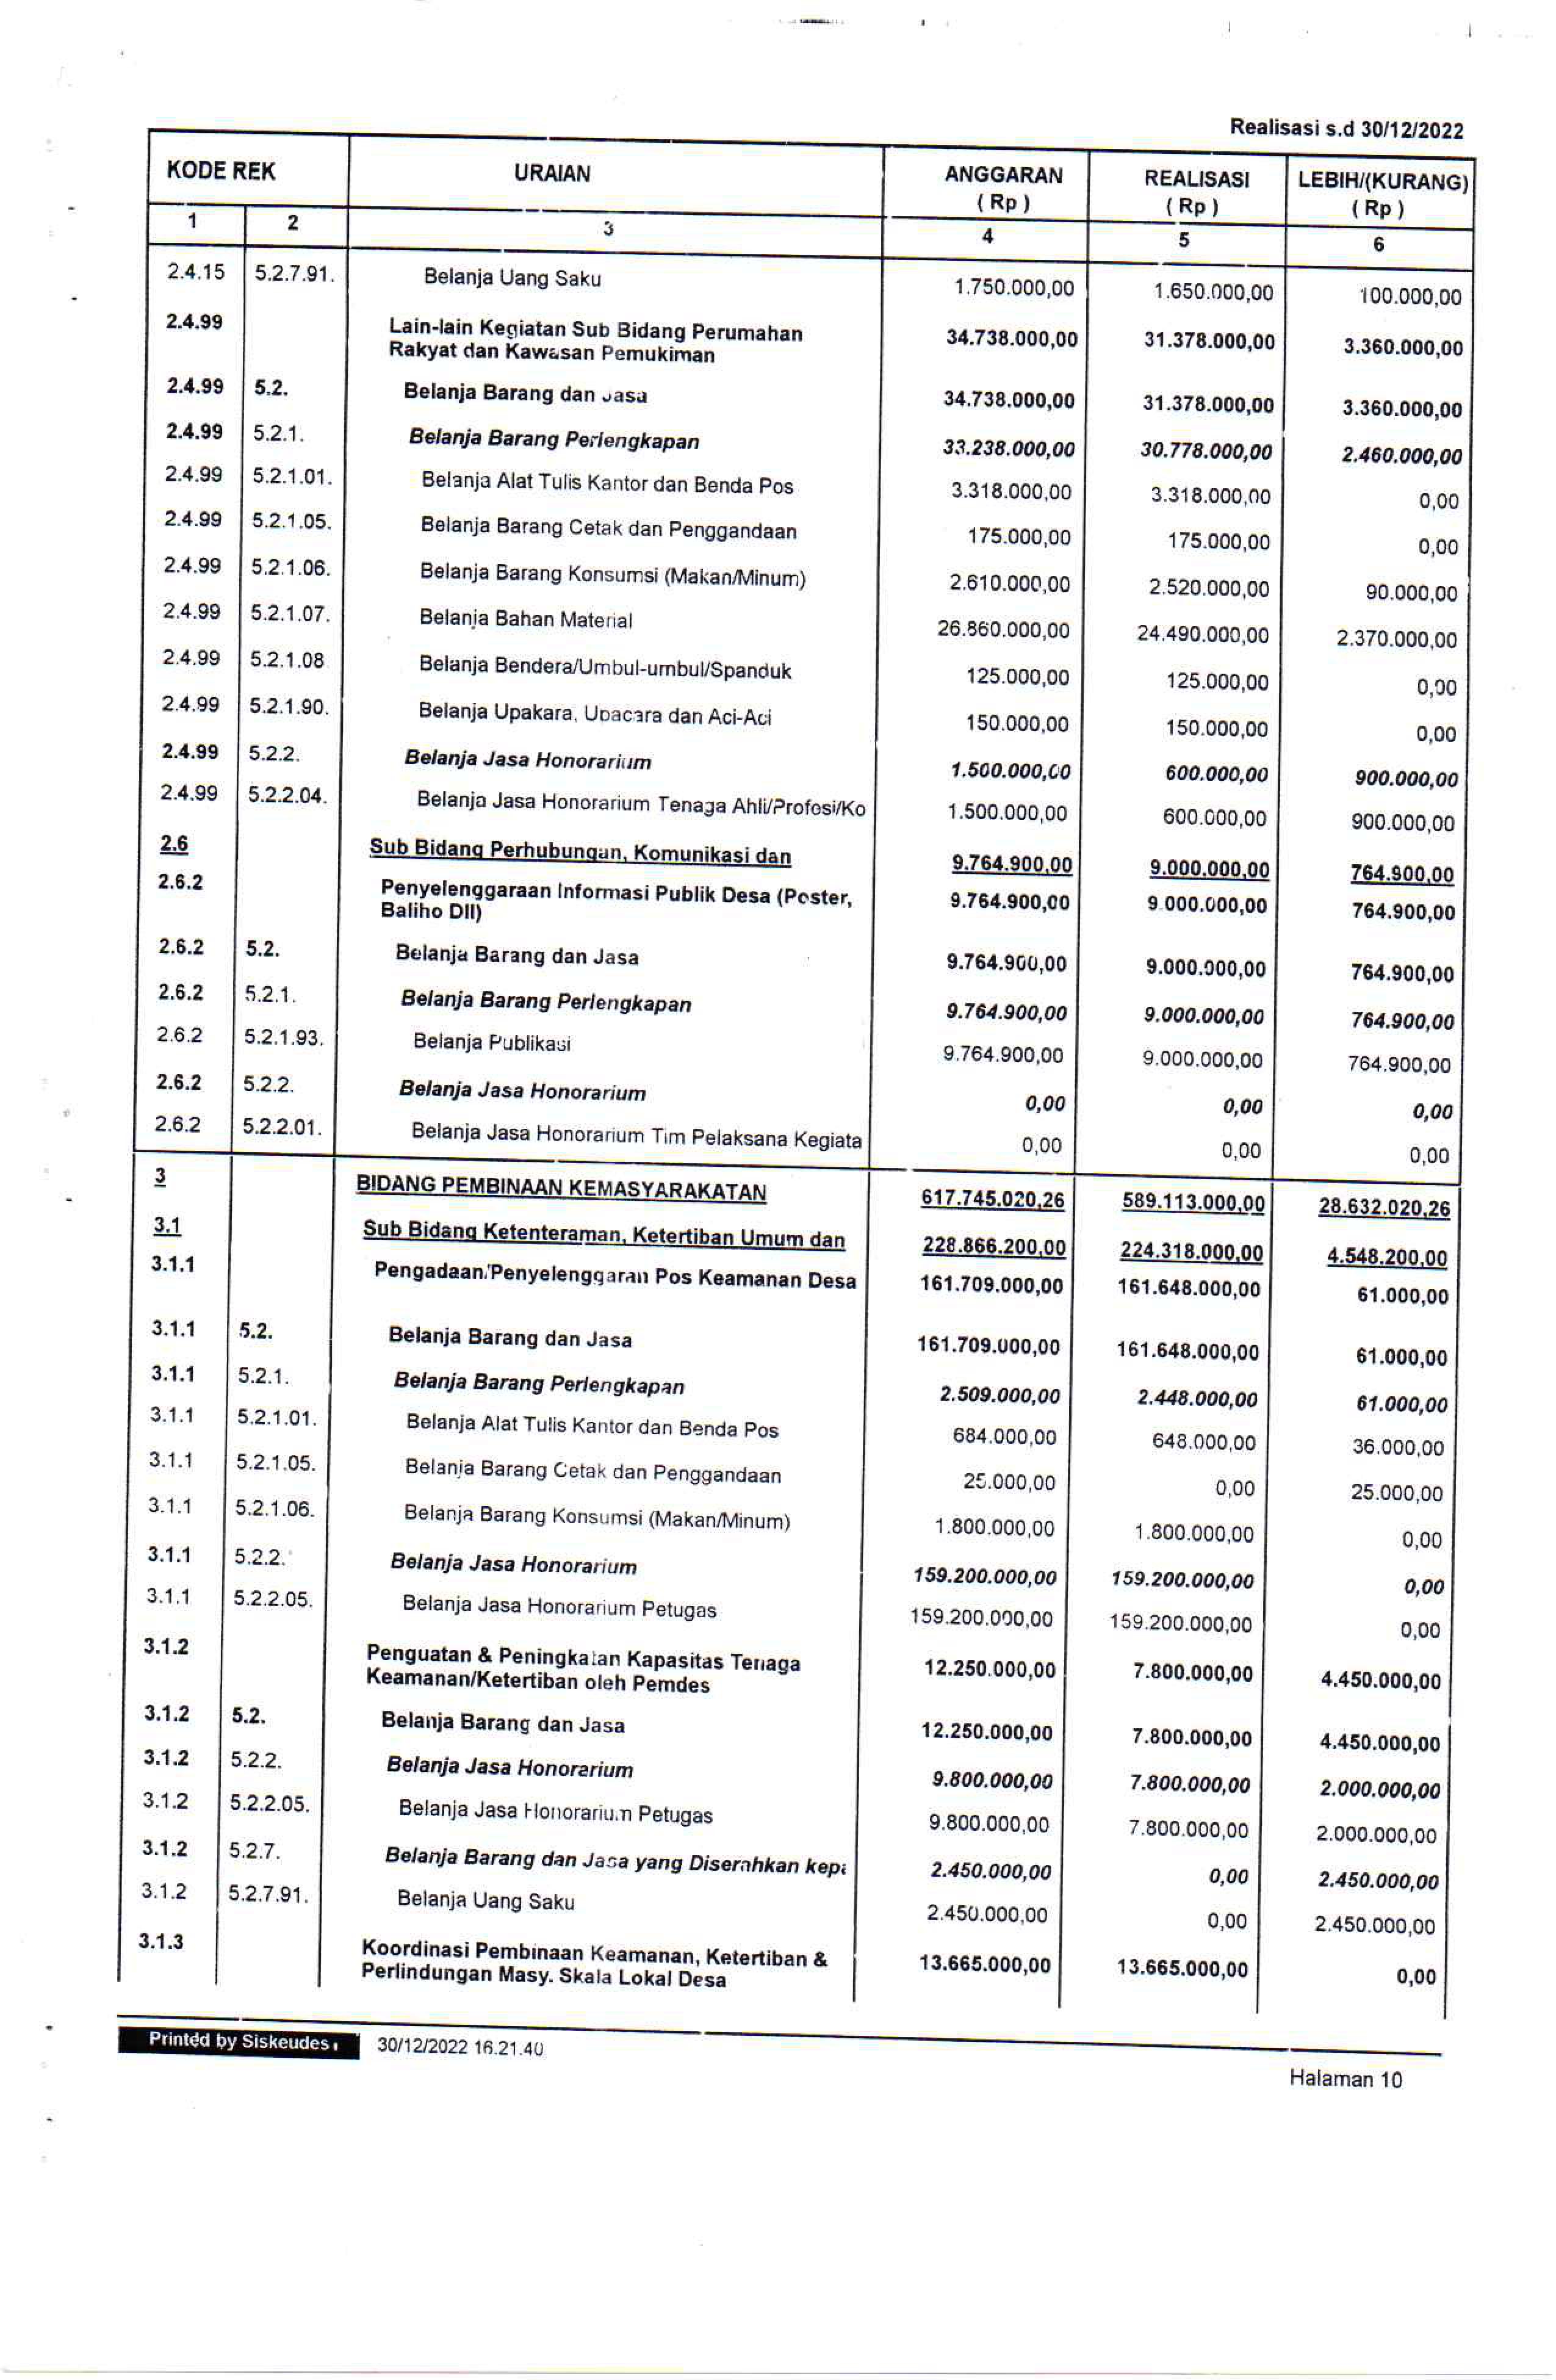 Realisasi s.d 30/12/2022
KODE REK URAIAN ANGGARAN REALISASI LEBIH/(KURANG)
( Rp ) ( Rp ) ( Rp )
1 2 3 4 5 6
2.4.15 5.2.7.91. Belanja Uang Saku 1.750.000,00 1.650.000,00 100.000,00
2.4.99 Lain-lain Kegiatan Sub Bidang Perumahan 34.738.000,00 31.378.000,00 3.360.000,00
Rakyat dan Kawasan Pemukiman
2.4.99 5.2. Belanja Barang dan Jasa 34.738.000,00 31.378.000,00 3.360.000,00
2.4.99 5.2.1. Belanja Barang Perlengkapan 33.238.000,00 30.778.000,00 2.460.000,00
2.4.99 5.2.1.01. Belanja Alat Tulis Kantor dan Benda Pos 3.318.000,00 3.318.000,00 0,00
2.4.99 5.2.1.05. Belanja Barang Cetak dan Penggandaan 175.000,00 175.000,00 0,00
2.4.99 5.2.1.06. Belanja Barang Konsumsi (Makan/Minum) 2.610.000,00 2.520.000,00 90.000,00
2.4.99 5.2.1.07. Belanja Bahan Material 26.860.000,00 24.490.000,00 2.370.000,00
2.4.99 5.2.1.08 Belanja Bendera/Umbul-umbul/Spanduk 125.000,00 125.000,00 0,00
2.4.99 5.2.1.90. Belanja Upakara, Upacara dan Aci-Aci 150.000,00 150.000,00 0,00
2.4.99 5.2.2. Belanja Jasa Honorarium 1.500.000,00 600.000,00 900.000,00
2.4.99 5.2.2.04. Belanja Jasa Honorarium Tenaga Ahli/Profesi/Ko 1.500.000,00 600.000,00 900.000,00
2.6 Sub Bidang Perhubungan, Komunikasi dan 9.764.900,00 9.000.000,00 764.900,00
2.6.2 Penyelenggaraan Informasi Publik Desa (Poster, 9.764.900,00 9.000.000,00 764.900,00
Baliho Dll)
2.6.2 5.2. Belanja Barang dan Jasa 9.764.900,00 9.000.000,00 764.900,00
2.6.2 5.2.1. Belanja Barang Perlengkapan 9.764.900,00 9.000.000,00 764.900,00
2.6.2 5.2.1.93. Belanja Publikasi 9.764.900,00 9.000.000,00 764.900,00
2.6.2 5.2.2. Belanja Jasa Honorarium 0,00 0,00 0,00
2.6.2 5.2.2.01. Belanja Jasa Honorarium Tim Pelaksana Kegiata 0,00 0,00 0,00
3 BIDANG PEMBINAAN KEMASYARAKATAN 617.745.020,26 589.113.000,00 28.632.020,26
3.1 Sub Bidang Ketenteraman, Ketertiban Umum dan 228.866.200,00 224.318.000,00 4.548.200,00
3.1.1 Pengadaan/Penyelenggaran Pos Keamanan Desa 161.709.000,00 161.648.000,00 61.000,00
3.1.1 5.2. Belanja Barang dan Jasa 161.709.000,00 161.648.000,00 61.000,00
3.1.1 5.2.1. Belanja Barang Perlengkapan 2.509.000,00 2.448.000,00 61.000,00
3.1.1 5.2.1.01. Belanja Alat Tulis Kantor dan Benda Pos 684.000,00 648.000,00 36.000,00
3.1.1 5.2.1.05. Belanja Barang Cetak dan Penggandaan 25.000,00 0,00 25.000,00
3.1.1 5.2.1.06. Belanja Barang Konsumsi (Makan/Minum) 1.800.000,00 1.800.000,00 0,00
3.1.1 5.2.2. Belanja Jasa Honorarium 159.200.000,00 159.200.000,00 0,00
3.1.1 5.2.2.05. Belanja Jasa Honorarium Petugas 159.200.000,00 159.200.000,00 0,00
3.1.2 Penguatan & Peningkatan Kapasitas Tenaga 12.250.000,00 7.800.000,00 4.450.000,00
Keamanan/Ketertiban oleh Pemdes
3.1.2 5.2. Belanja Barang dan Jasa 12.250.000,00 7.800.000,00 4.450.000,00
3.1.2 5.2.2. Belanja Jasa Honorarium 9.800.000,00 7.800.000,00 2.000.000,00
3.1.2 5.2.2.05. Belanja Jasa Honorarium Petugas 9.800.000,00 7.800.000,00 2.000.000,00
3.1.2 5.2.7. Belanja Barang dan Jasa yang Diserahkan kepa 2.450.000,00 0,00 2.450.000,00
3.1.2 5.2.7.91. Belanja Uang Saku 2.450.000,00 0,00 2.450.000,00
3.1.3 Koordinasi Pembinaan Keamanan, Ketertiban & 13.665.000,00 13.665.000,00 0,00
Perlindungan Masy. Skala Lokal Desa
Printed by Siskeudes 30/12/2022 16.21.40
Halaman 10